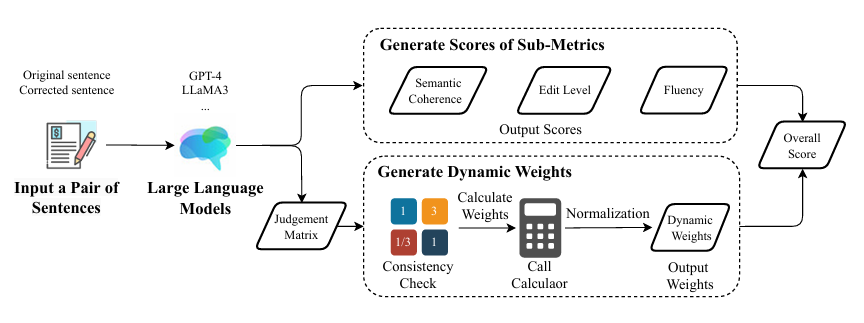 Original sentence
Corrected sentence
Input a Pair of
Sentences
GPT-4
LLaMA3
...
Large Language
Models
Judgement
Matrix
Generate Scores of Sub-Metrics
Semantic
Coherence
Edit Level
Fluency
Output Scores
Generate Dynamic Weights
1
3
1/3
1
Consistency
Check
Calculate
Weights
Call
Calculaor
Normalization
Dynamic
Weights
Output
Weights
Overall
Score